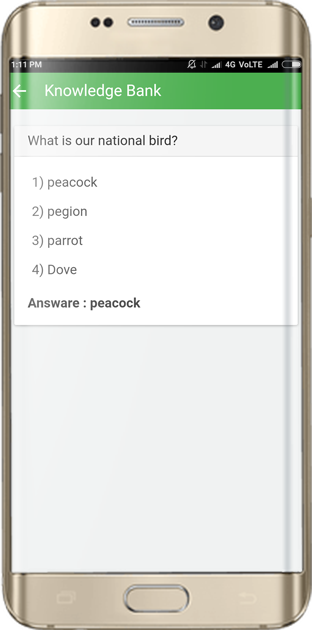 1:11 PM 4G VoLTE
Knowledge Bank
What is our national bird?
1) peacock
2) pegion
3) parrot
4) Dove
Answare : peacock